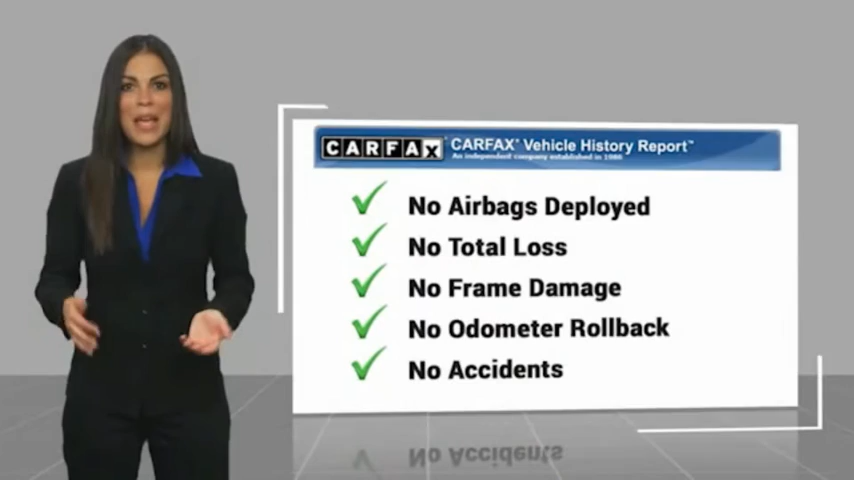 CARFAX CARFAX® Vehicle History Report™
An independent company established in 1986
No Airbags Deployed
No Total Loss
No Frame Damage
No Odometer Rollback
No Accidents
No Accidents